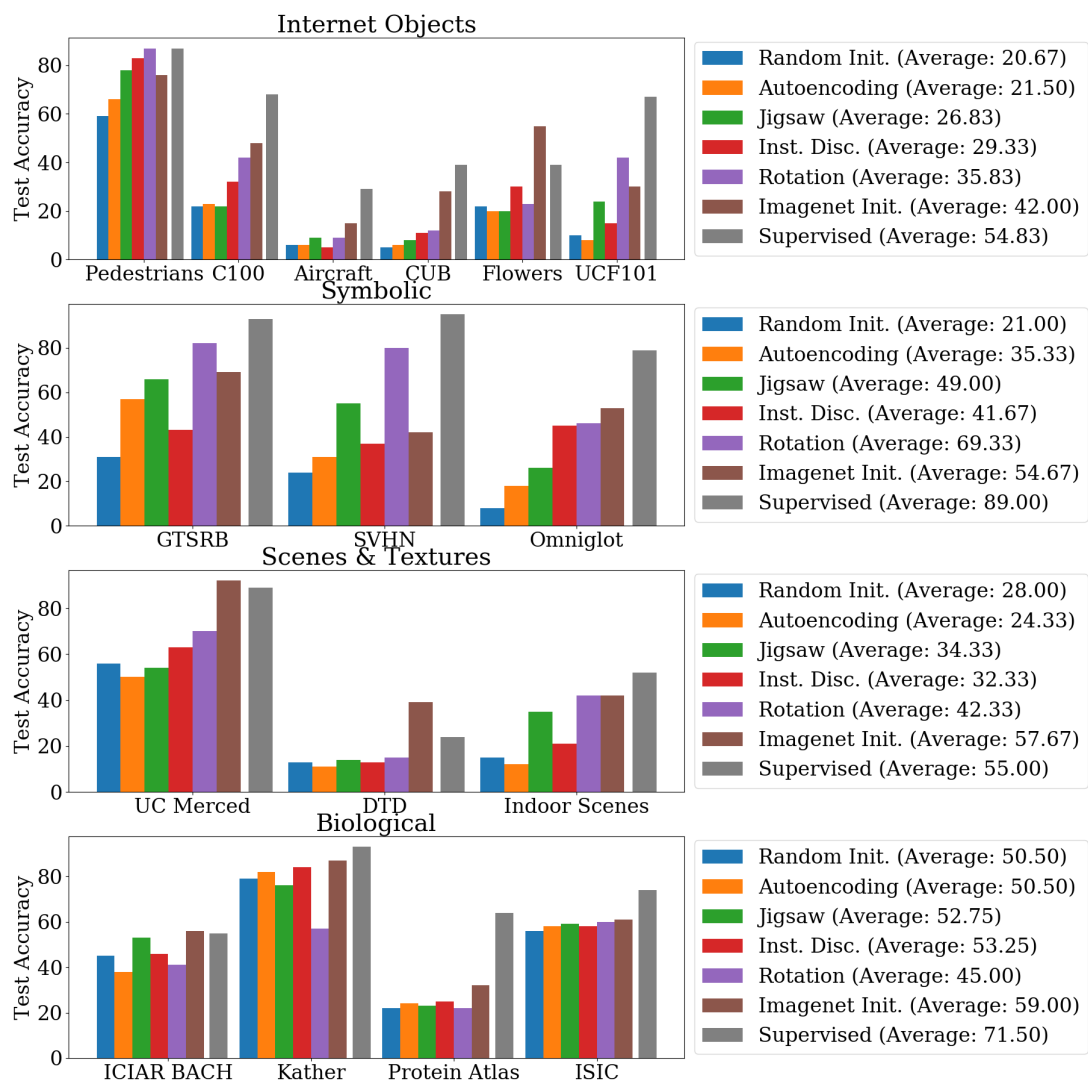 Internet Objects
Test Accuracy
80
60
40
20
0
Pedestrians C100 Aircraft CUB Flowers UCF101
Random Init. (Average: 20.67)
Autoencoding (Average: 21.50)
Jigsaw (Average: 26.83)
Inst. Disc. (Average: 29.33)
Rotation (Average: 35.83)
Imagenet Init. (Average: 42.00)
Supervised (Average: 54.83)
Symbolic
Test Accuracy
80
60
40
20
0
GTSRB SVHN Omniglot
Random Init. (Average: 21.00)
Autoencoding (Average: 35.33)
Jigsaw (Average: 49.00)
Inst. Disc. (Average: 41.67)
Rotation (Average: 69.33)
Imagenet Init. (Average: 54.67)
Supervised (Average: 89.00)
Scenes & Textures
Test Accuracy
80
60
40
20
0
UC Merced DTD Indoor Scenes
Random Init. (Average: 28.00)
Autoencoding (Average: 24.33)
Jigsaw (Average: 34.33)
Inst. Disc. (Average: 32.33)
Rotation (Average: 42.33)
Imagenet Init. (Average: 57.67)
Supervised (Average: 55.00)
Biological
Test Accuracy
80
60
40
20
0
ICIAR BACH Kather Protein Atlas ISIC
Random Init. (Average: 50.50)
Autoencoding (Average: 50.50)
Jigsaw (Average: 52.75)
Inst. Disc. (Average: 53.25)
Rotation (Average: 45.00)
Imagenet Init. (Average: 59.00)
Supervised (Average: 71.50)